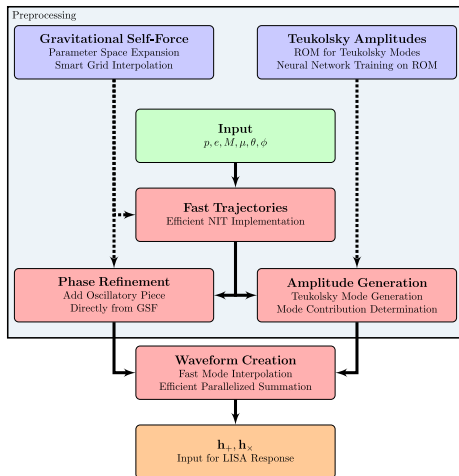 Preprocessing
Gravitational Self-Force
Parameter Space Expansion
Smart Grid Interpolation
Teukolsky Amplitudes
ROM for Teukolsky Modes
Neural Network Training on ROM
Input
p, e, M, μ, θ, ϕ
Fast Trajectories
Efficient NIT Implementation
Phase Refinement
Add Oscillatory Piece
Directly from GSF
Amplitude Generation
Teukolsky Mode Generation
Mode Contribution Determination
Waveform Creation
Fast Mode Interpolation
Efficient Parallelized Summation
h₊, h×
Input for LISA Response